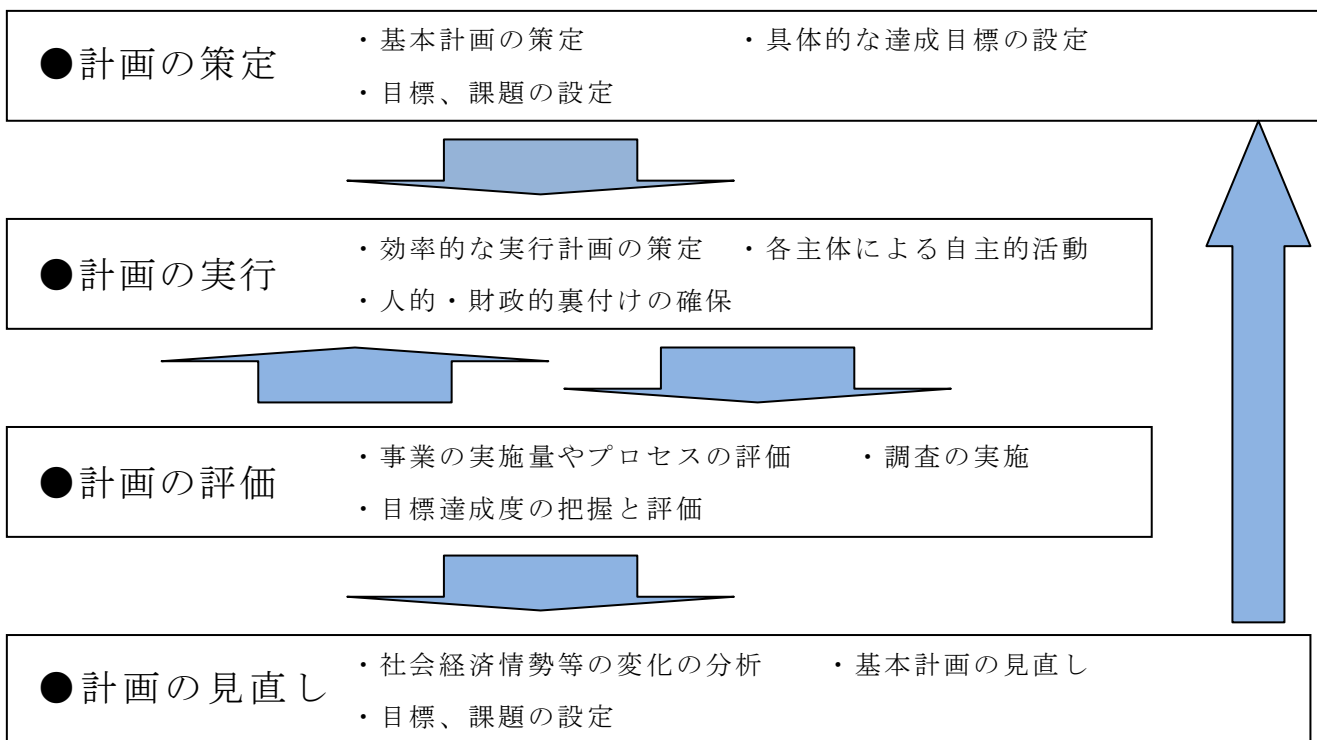 ●計画の策定
・基本計画の策定 ・具体的な達成目標の設定
・目標、課題の設定
●計画の実行
・効率的な実行計画の策定 ・各主体による自主的活動
・人的・財政的裏付けの確保
●計画の評価
・事業の実施量やプロセスの評価 ・調査の実施
・目標達成度の把握と評価
●計画の見直し
・社会経済情勢等の変化の分析 ・基本計画の見直し
・目標、課題の設定